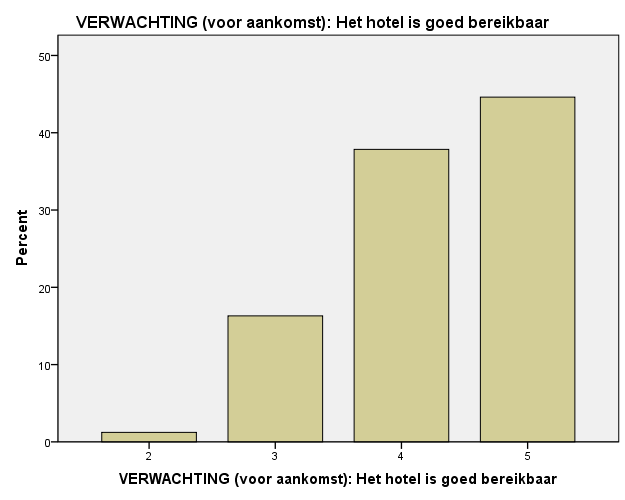 VERWACHTING (voor aankomst): Het hotel is goed bereikbaar
50
40
30
20
10
0
Percent
2 3 4 5
VERWACHTING (voor aankomst): Het hotel is goed bereikbaar